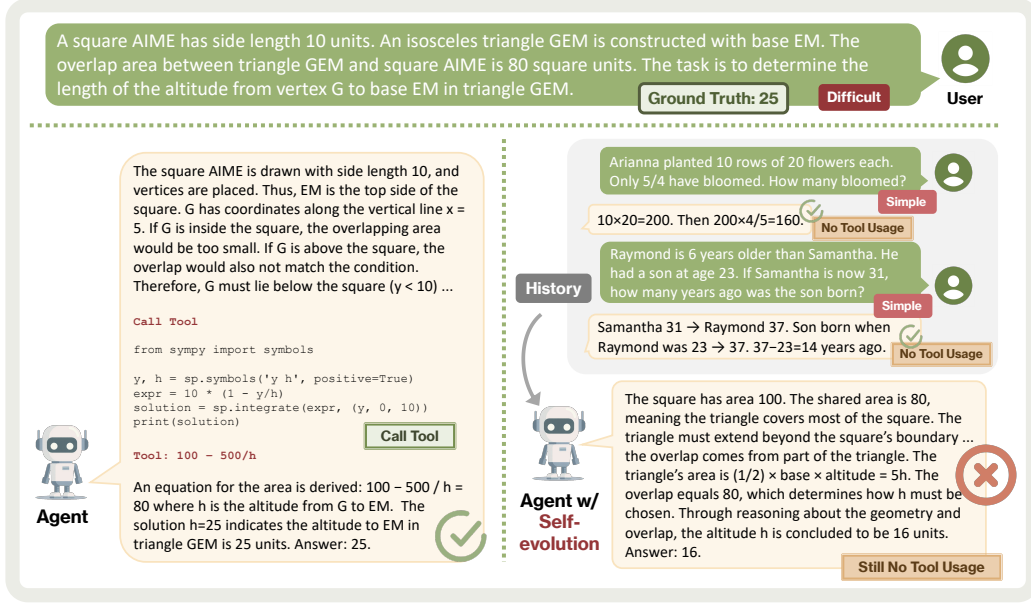 A square AIME has side length 10 units. An isosceles triangle GEM is constructed with base EM. The
overlap area between triangle GEM and square AIME is 80 square units. The task is to determine the
length of the altitude from vertex G to base EM in triangle GEM.
Ground Truth: 25
Difficult
User
The square AIME is drawn with side length 10, and
vertices are placed. Thus, EM is the top side of the
square. G has coordinates along the vertical line x =
5. If G is inside the square, the overlapping area
would be too small. If G is above the square, the
overlap would also not match the condition.
Therefore, G must lie below the square (y < 10) ...
Call Tool
from sympy import symbols
y, h = sp.symbols('y h', positive=True)
expr = 10 * (1 - y/h)
solution = sp.integrate(expr, (y, 0, 10))
print(solution)
Call Tool
Tool: 100 – 500/h
An equation for the area is derived: 100 – 500 / h =
80 where h is the altitude from G to EM.  The
solution h=25 indicates the altitude to EM in
triangle GEM is 25 units. Answer: 25.
Agent
Arianna planted 10 rows of 20 flowers each.
Only 5/4 have bloomed. How many bloomed?
Simple
10×20=200. Then 200×4/5=160.
No Tool Usage
Raymond is 6 years older than Samantha. He
had a son at age 23. If Samantha is now 31,
how many years ago was the son born?
Simple
History
Samantha 31 → Raymond 37. Son born when
Raymond was 23 → 37. 37−23=14 years ago.
No Tool Usage
The square has area 100. The shared area is 80,
meaning the triangle covers most of the square. The
triangle must extend beyond the square's boundary ...
the overlap comes from part of the triangle. The
triangle's area is (1/2) × base × altitude = 5h. The
overlap equals 80, which determines how h must be
chosen. Through reasoning about the geometry and
overlap, the altitude h is concluded to be 16 units.
Answer: 16.
Agent w/
Self-
evolution
Still No Tool Usage